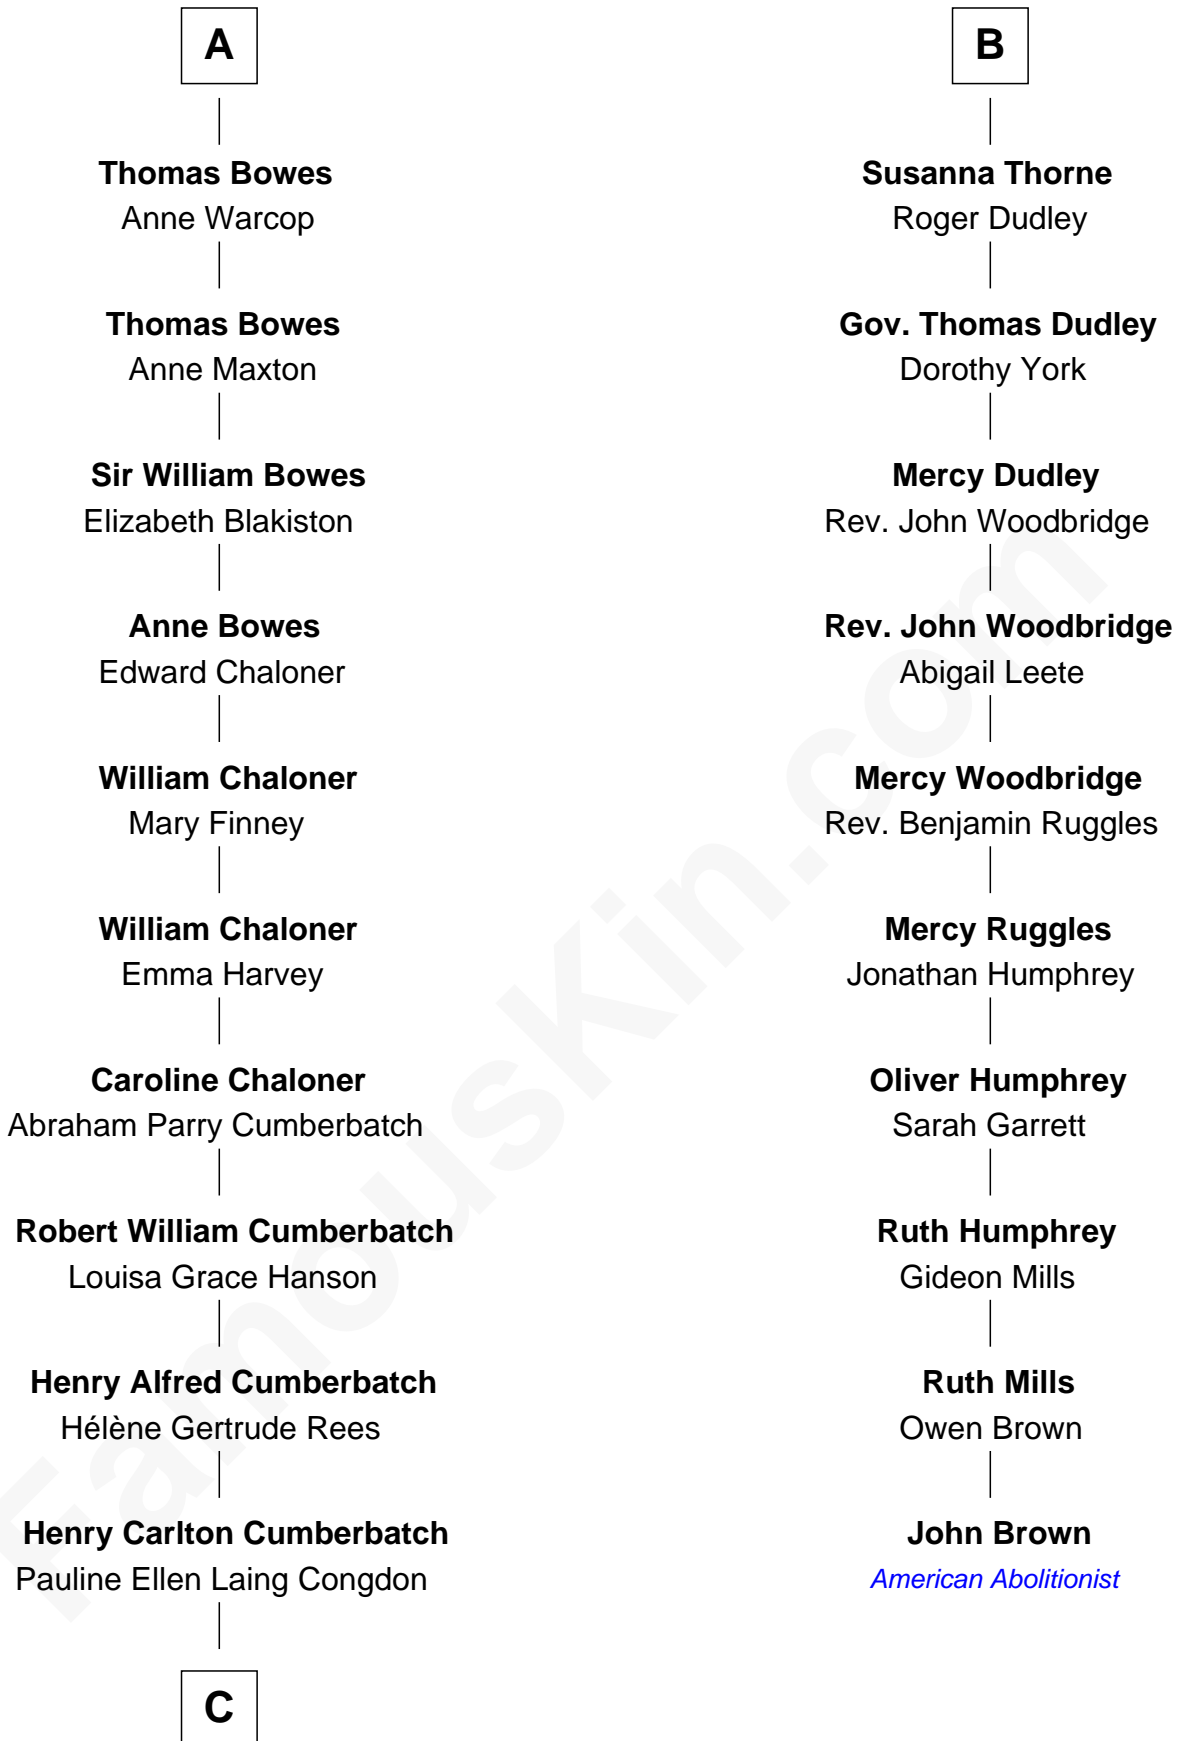 A
Thomas Bowes
Anne Warcop
Thomas Bowes
Anne Maxton
Sir William Bowes
Elizabeth Blakiston
Anne Bowes
Edward Chaloner
William Chaloner
Mary Finney
William Chaloner
Emma Harvey
Caroline Chaloner
Abraham Parry Cumberbatch
Robert William Cumberbatch
Louisa Grace Hanson
Henry Alfred Cumberbatch
Hélène Gertrude Rees
Henry Carlton Cumberbatch
Pauline Ellen Laing Congdon
C
B
Susanna Thorne
Roger Dudley
Gov. Thomas Dudley
Dorothy York
Mercy Dudley
Rev. John Woodbridge
Rev. John Woodbridge
Abigail Leete
Mercy Woodbridge
Rev. Benjamin Ruggles
Mercy Ruggles
Jonathan Humphrey
Oliver Humphrey
Sarah Garrett
Ruth Humphrey
Gideon Mills
Ruth Mills
Owen Brown
John Brown
American Abolitionist
FamousKin.com